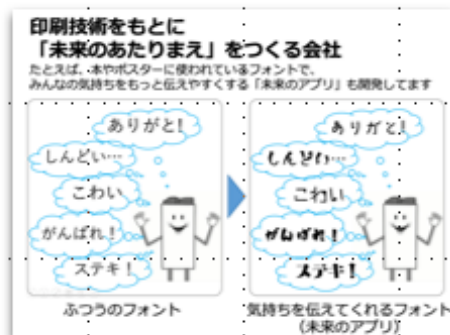 印刷技術をもとに
「未来のあたりまえ」をつくる会社
たとえば、本やポスターに使われているフォントで、
みんなの気持ちをもっと伝えやすくする「未来のアプリ」も開発してます
ありがと!
しんどい…
こわい
がんばれ！
ステキ！
ふつうのフォント
ありがと!
しんどい…
こわい
がんばれ！
ステキ！
気持ちを伝えてくれるフォント
（未来のアプリ）